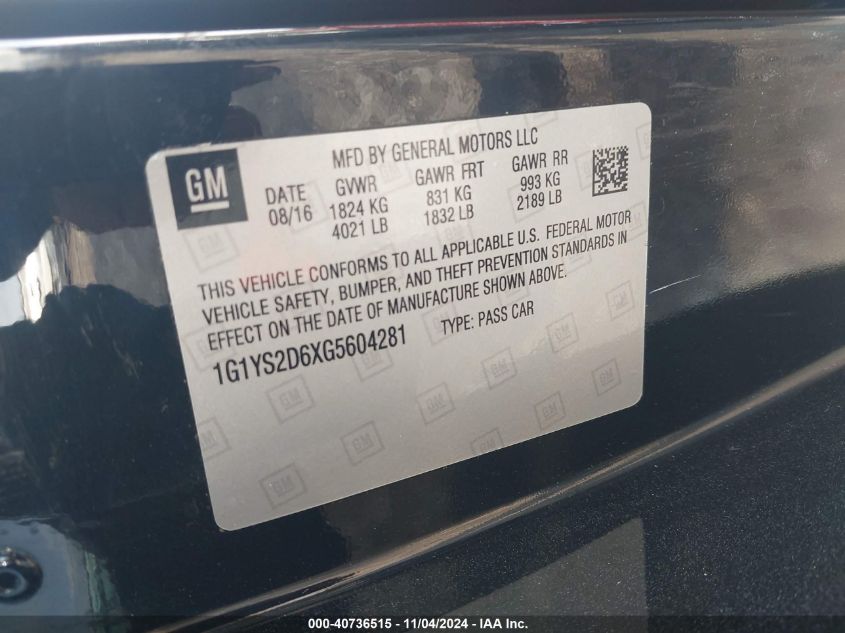 GM
MFD BY GENERAL MOTORS LLC
DATE GVWR GAWR FRT GAWR RR
08/16 1824 KG 831 KG 993 KG
4021 LB 1832 LB 2189 LB
THIS VEHICLE CONFORMS TO ALL APPLICABLE U.S. FEDERAL MOTOR
VEHICLE SAFETY, BUMPER, AND THEFT PREVENTION STANDARDS IN
EFFECT ON THE DATE OF MANUFACTURE SHOWN ABOVE.
1G1YS2D6XG5604281 TYPE: PASS CAR
000-40736515 - 11/04/2024 - IAA Inc.